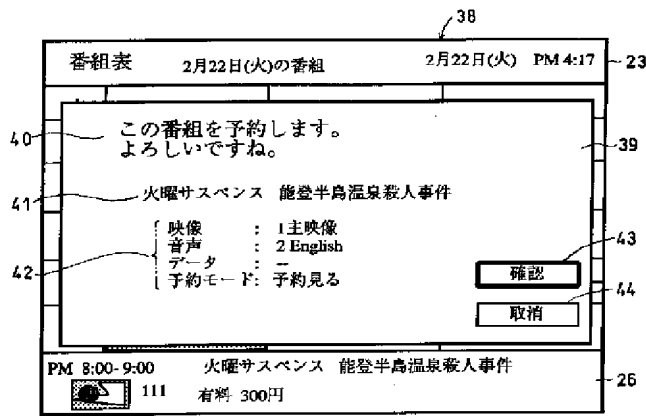 38
番組表 2月22日(火)の番組 2月22日(火) PM 4:17
23
この番組を予約します。
よろしいですね。
40
39
火曜サスペンス 能登半島温泉殺人事件
41
映像 : 1主映像
音声 : 2 English
データ : --
予約モード: 予約見る
42
確認
43
取消
44
PM 8:00-9:00 火曜サスペンス 能登半島温泉殺人事件
111 有料 300円
26